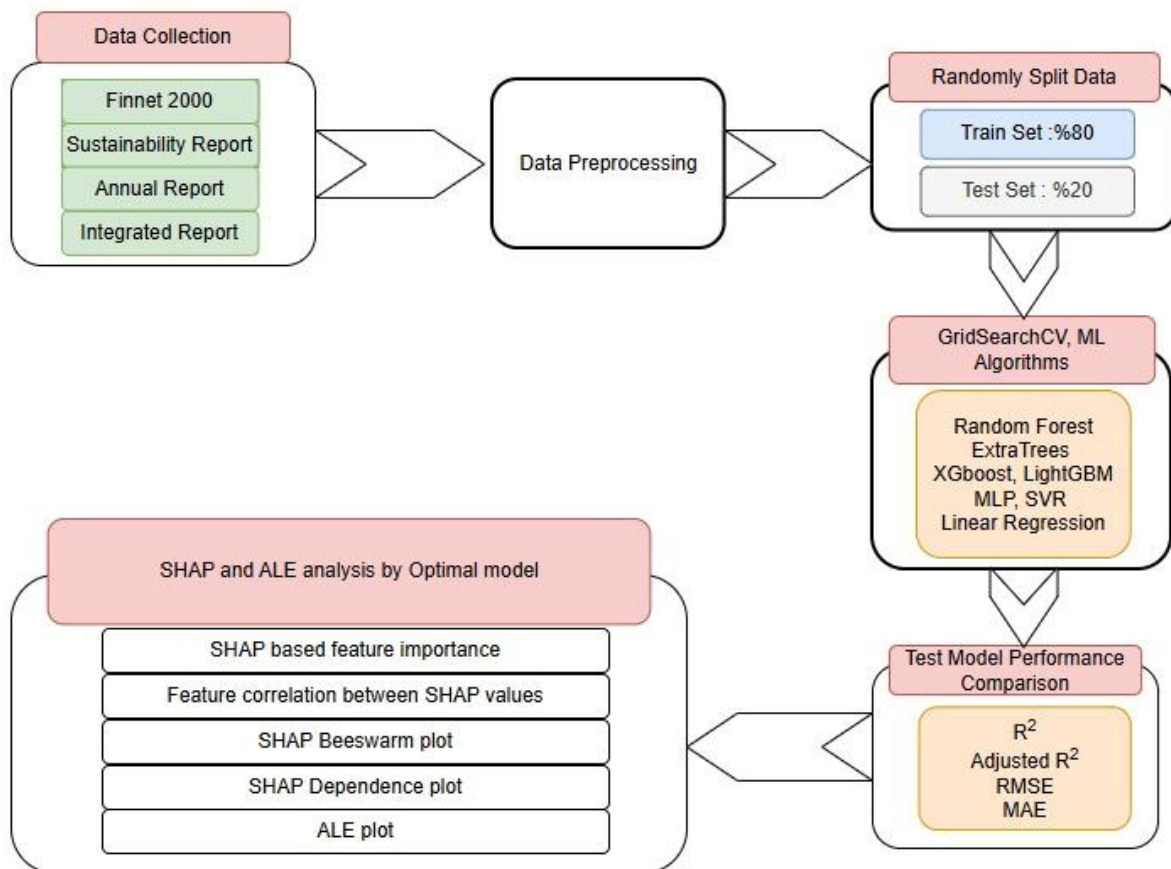 Data Collection
Finnet 2000
Sustainability Report
Annual Report
Integrated Report
Data Preprocessing
Randomly Split Data
Train Set :%80
Test Set : %20
GridSearchCV, ML
Algorithms
Random Forest
ExtraTrees
XGboost, LightGBM
MLP, SVR
Linear Regression
Test Model Performance
Comparison
R²
Adjusted R²
RMSE
MAE
SHAP and ALE analysis by Optimal model
SHAP based feature importance
Feature correlation between SHAP values
SHAP Beeswarm plot
SHAP Dependence plot
ALE plot